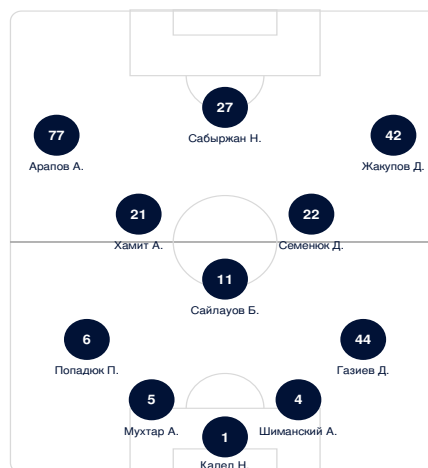 27
Сабыржан Н.
77
Арапов А.
42
Жакупов Д.
21
Хамит А.
22
Семенюк Д.
11
Сайлауов Б.
6
Попадюк П.
44
Газиев Д.
5
Мухтар А.
4
Шиманский А.
1
Калел Н.